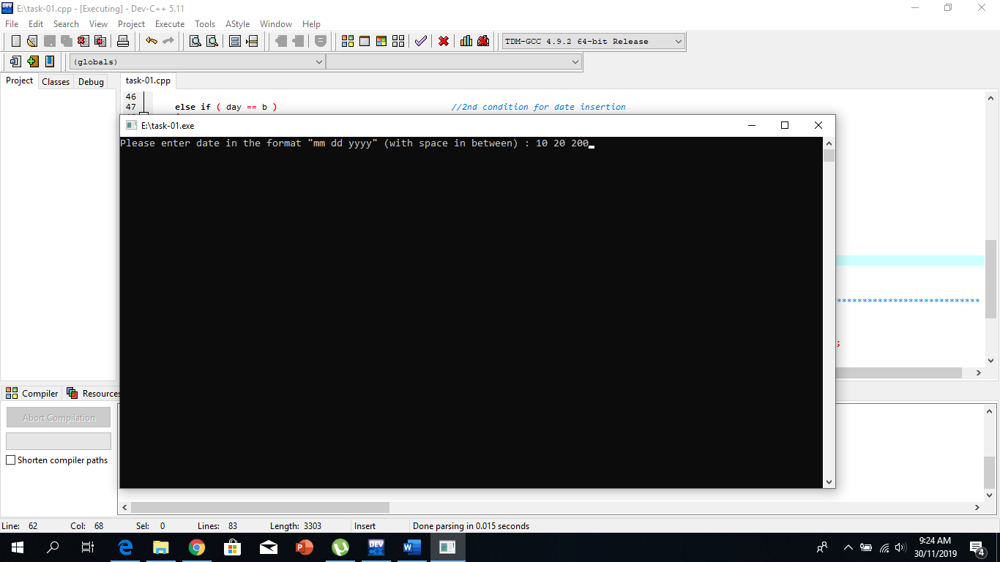 E:\task-01.cpp - [Executing] - Dev-C++ 5.11
File Edit Search View Project Execute Tools AStyle Window Help
TDM-GCC 4.9.2 64-bit Release
(globals)
Project Classes Debug
task-01.cpp
46
47 else if ( day == b ) //2nd condition for date insertion
E:\task-01.exe
Please enter date in the format "mm dd yyyy" (with space in between) : 10 20 200
****************************
;
Compiler Resources
Abort Compilation
Shorten compiler paths
Line: 62 Col: 68 Sel: 0 Lines: 83 Length: 3303 Insert Done parsing in 0.015 seconds
DEV
9:24 AM
30/11/2019
4